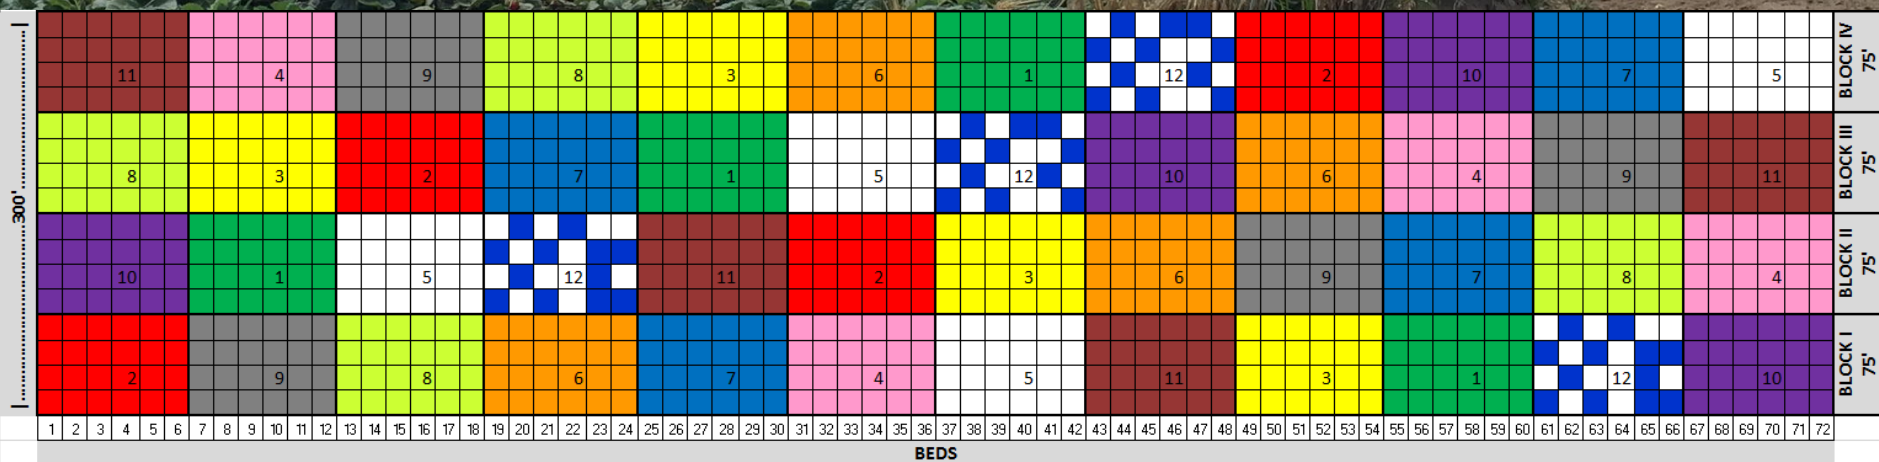 11 4 9 8 3 6 1 12 2 10 7 5 BLOCK IV 75'
8 3 2 7 1 5 12 10 6 4 9 11 BLOCK III 75'
300'
10 1 5 12 11 2 3 6 9 7 8 4 BLOCK II 75'
2 9 8 6 7 4 5 11 3 1 12 10 BLOCK I 75'
1 2 3 4 5 6 7 8 9 10 11 12 13 14 15 16 17 18 19 20 21 22 23 24 25 26 27 28 29 30 31 32 33 34 35 36 37 38 39 40 41 42 43 44 45 46 47 48 49 50 51 52 53 54 55 56 57 58 59 60 61 62 63 64 65 66 67 68 69 70 71 72
BEDS